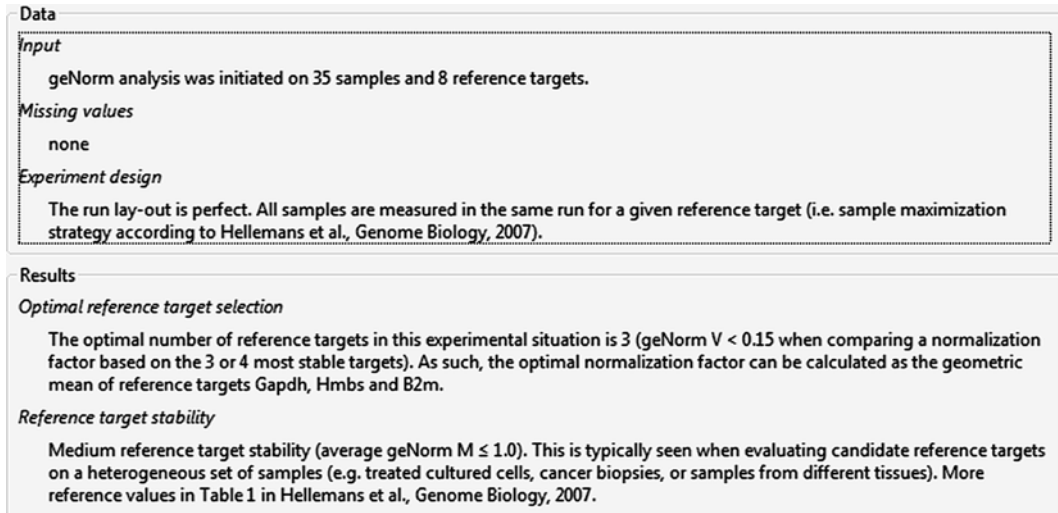 Data
Input
geNorm analysis was initiated on 35 samples and 8 reference targets.
Missing values
none
Experiment design
The run lay-out is perfect. All samples are measured in the same run for a given reference target (i.e. sample maximization
strategy according to Hellemans et al., Genome Biology, 2007).
Results
Optimal reference target selection
The optimal number of reference targets in this experimental situation is 3 (geNorm V < 0.15 when comparing a normalization
factor based on the 3 or 4 most stable targets). As such, the optimal normalization factor can be calculated as the geometric
mean of reference targets Gapdh, Hmbs and B2m.
Reference target stability
Medium reference target stability (average geNorm M ≤ 1.0). This is typically seen when evaluating candidate reference targets
on a heterogeneous set of samples (e.g. treated cultured cells, cancer biopsies, or samples from different tissues). More
reference values in Table 1 in Hellemans et al., Genome Biology, 2007.